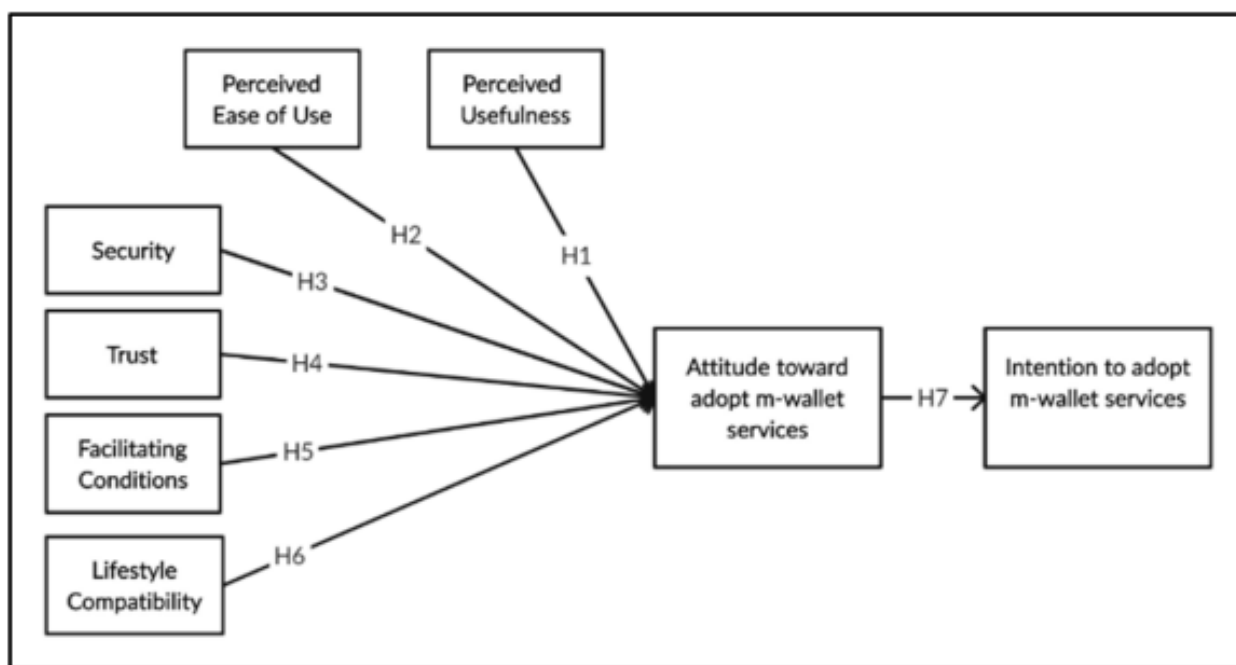 Perceived
Ease of Use
Perceived
Usefulness
H2
H1
Security
H3
Trust
H4
Facilitating
Conditions
H5
Lifestyle
Compatibility
H6
Attitude toward
adopt m-wallet
services
H7
Intention to adopt
m-wallet services